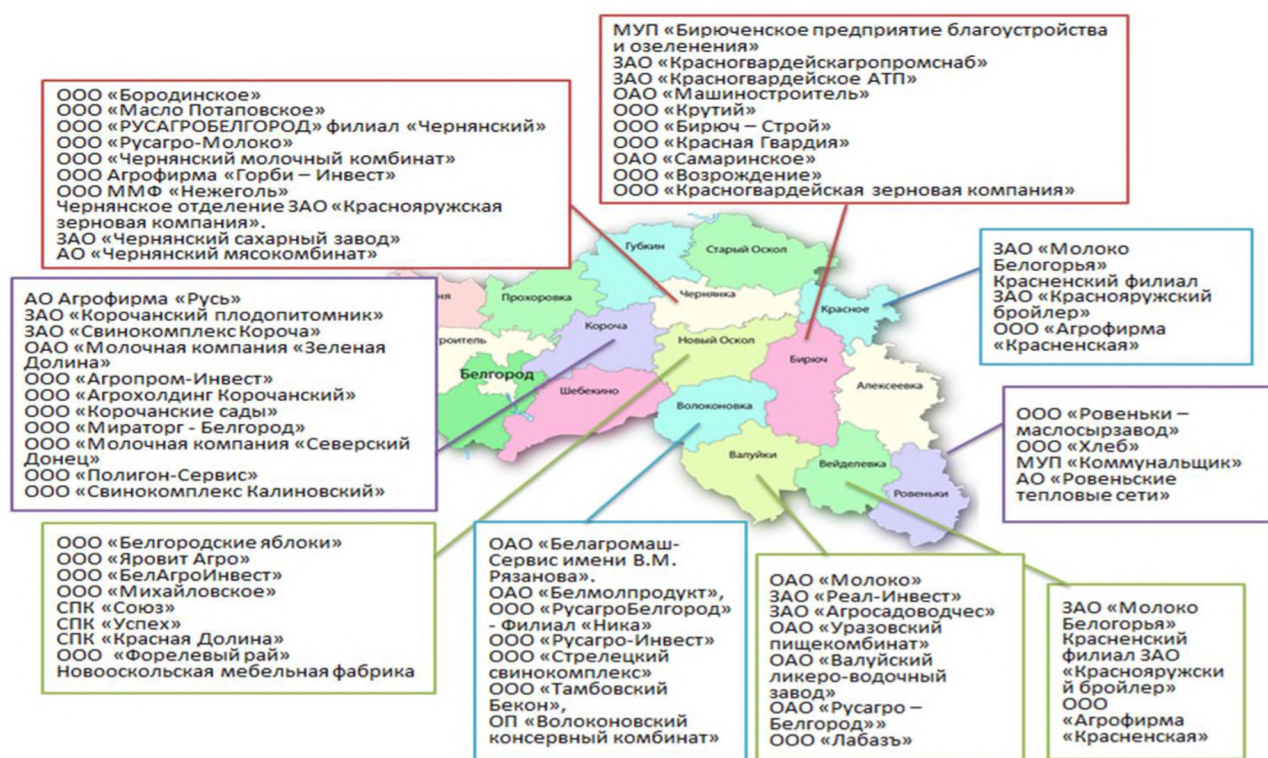 МУП «Бирюченское предприятие благоустройства
и озеленения»
ЗАО «Красногвардейскагропромснаб»
ЗАО «Красногвардейское АТП»
ОАО «Машиностроитель»
ООО «Крутий»
ООО «Бирюч – Строй»
ООО «Красная Гвардия»
ОАО «Самаринское»
ООО «Возрождение»
ООО «Красногвардейская зерновая компания»
ООО «Бородинское»
ООО «Масло Потаповское»
ООО «РУСАГРОБЕЛГОРОД» филиал «Чернянский»
ООО «Русагро-Молоко»
ООО «Чернянский молочный комбинат»
ООО Агрофирма «Горби – Инвест»
ООО ММФ «Нежеголь»
Чернянское отделение ЗАО «Краснояружская
зерновая компания».
ЗАО «Чернянский сахарный завод»
АО «Чернянский мясокомбинат»
ЗАО «Молоко
Белогорья»
Красненский филиал
ЗАО «Краснояружский
бройлер»
ООО «Агрофирма
«Красненская»
АО Агрофирма «Русь»
ЗАО «Корочанский плодопитомник»
ЗАО «Свинокомплекс Короча»
ОАО «Молочная компания «Зеленая
Долина»
ООО «Агропром-Инвест»
ООО «Агрохолдинг Корочанский»
ООО «Корочанские сады»
ООО «Мираторг - Белгород»
ООО «Молочная компания «Северский
Донец»
ООО «Полигон-Сервис»
ООО «Свинокомплекс Калиновский»
Губкин
Старый Оскол
ня
Прохоровка
Чернянка
Красное
Короча
роитель
Новый Оскол
Бирюч
Белгород
Шебекино
Алексеевка
Волоконовка
Валуйки
Вейделевка
Ровеньки
ООО «Ровеньки –
маслосырзавод»
ООО «Хлеб»
МУП «Коммунальщик»
АО «Ровеньские
тепловые сети»
ООО «Белгородские яблоки»
ООО «Яровит Агро»
ООО «БелАгроИнвест»
ООО «Михайловское»
СПК «Союз»
СПК «Успех»
СПК «Красная Долина»
ООО «Форелевый рай»
Новооскольская мебельная фабрика
ОАО «Белагромаш-
Сервис имени В.М.
Рязанова».
ОАО «Белмолпродукт»,
ООО «РусагроБелгород»
- Филиал «Ника»
ООО «Русагро-Инвест»
ООО «Стрелецкий
свинокомплекс»
ООО «Тамбовский
Бекон»,
ОП «Волоконовский
консервный комбинат»
ОАО «Молоко»
ЗАО «Реал-Инвест»
ЗАО «Агросадоводчес»
ОАО «Уразовский
пищекомбинат»
ОАО «Валуйский
ликеро-водочный
завод»
ОАО «Русагро –
Белгород»»
ООО «Лабазъ»
ЗАО «Молоко
Белогорья»
Красненский
филиал ЗАО
«Краснояружски
й бройлер»
ООО
«Агрофирма
«Красненская»